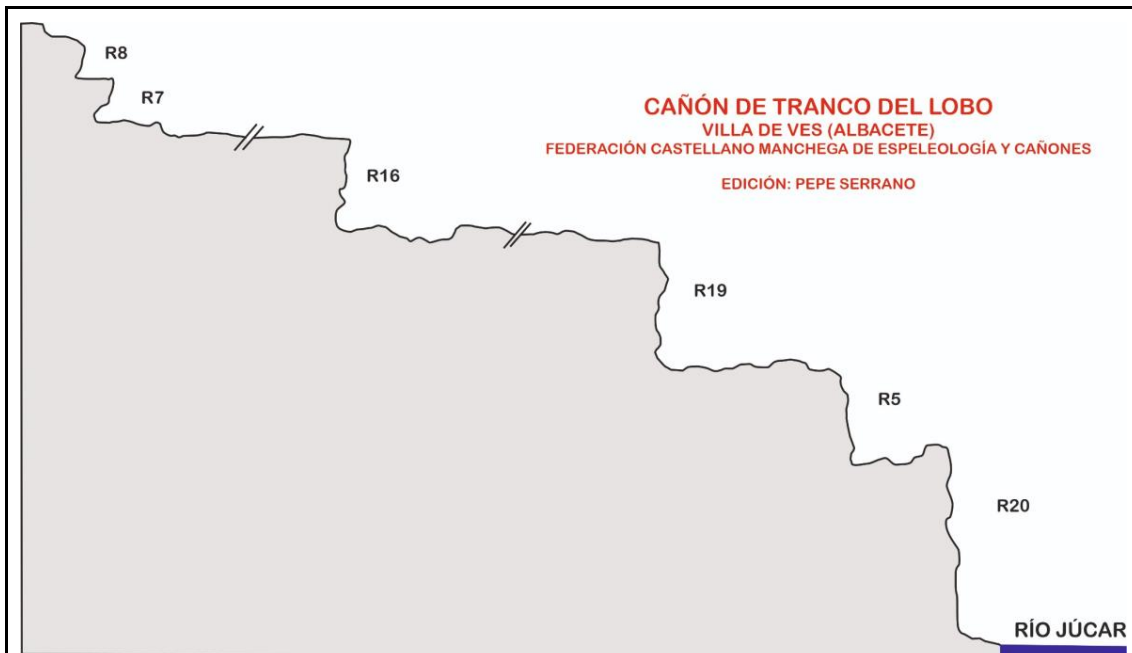 R8
R7
CAÑÓN DE TRANCO DEL LOBO
VILLA DE VES (ALBACETE)
FEDERACIÓN CASTELLANO MANCHEGA DE ESPELEOLOGÍA Y CAÑONES
EDICIÓN: PEPE SERRANO
R16
R19
R5
R20
RÍO JÚCAR